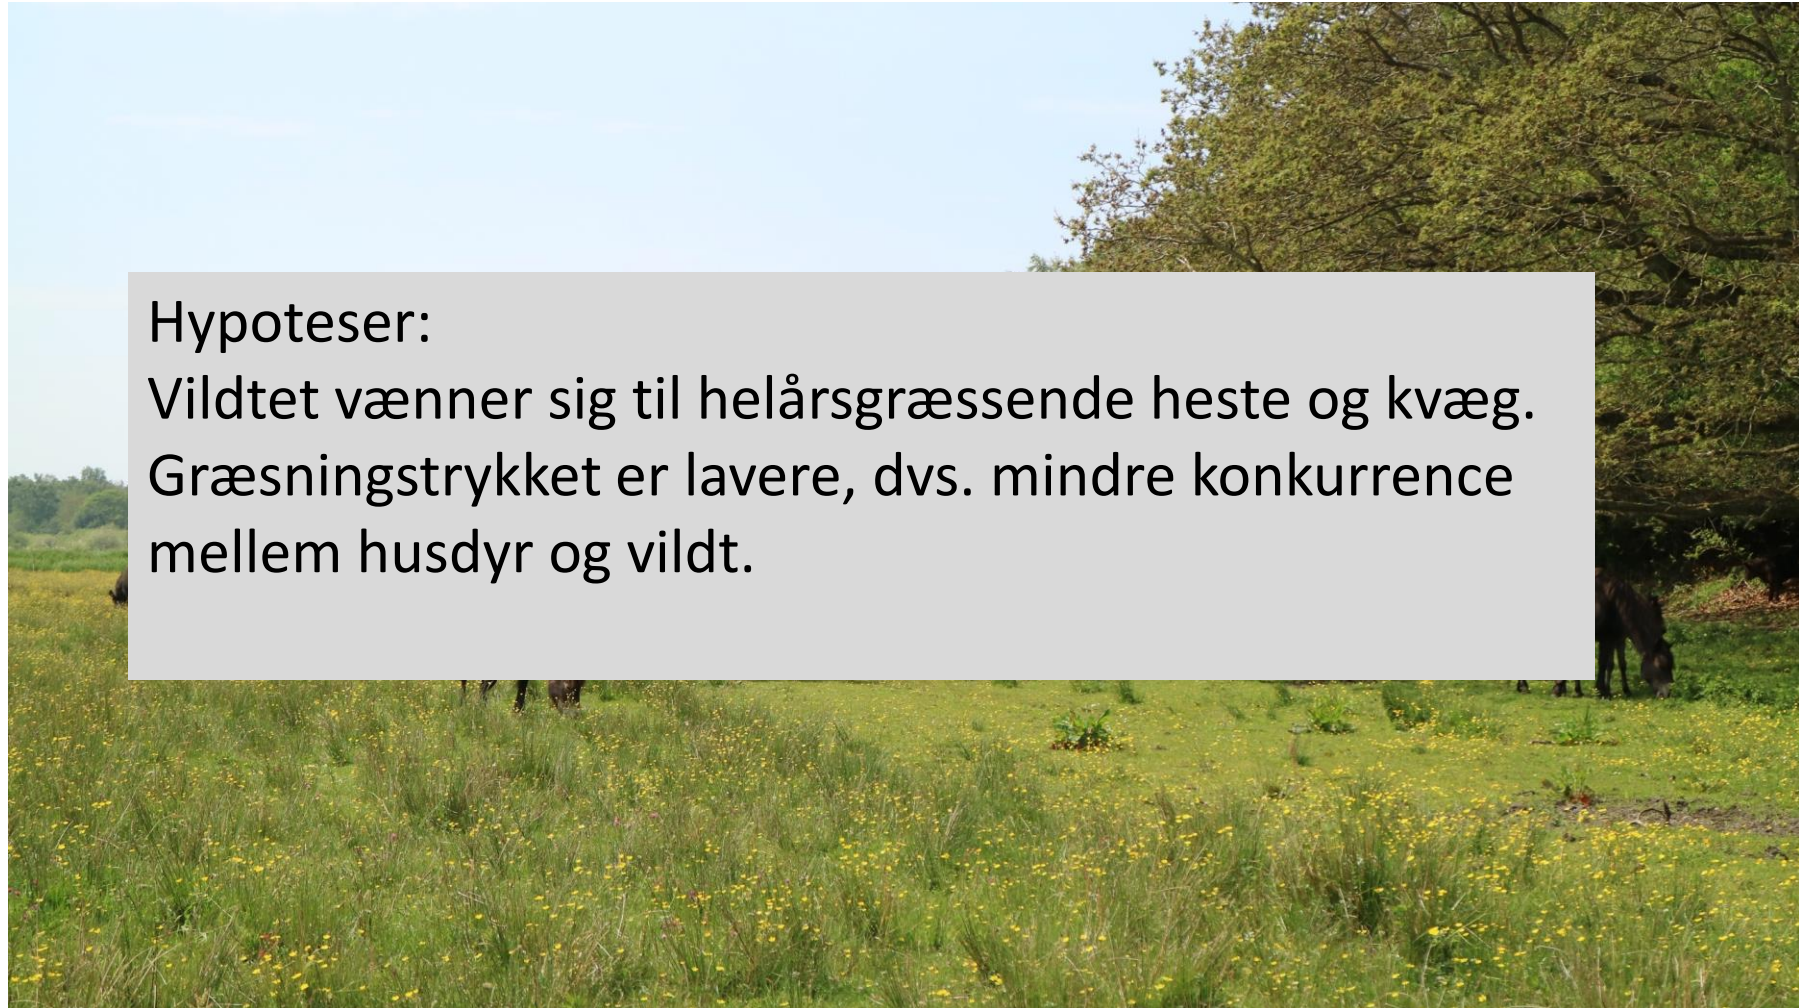 Hypoteser:
Vildtet vænner sig til helårsgræssende heste og kvæg.
Græsningstrykket er lavere, dvs. mindre konkurrence
mellem husdyr og vildt.